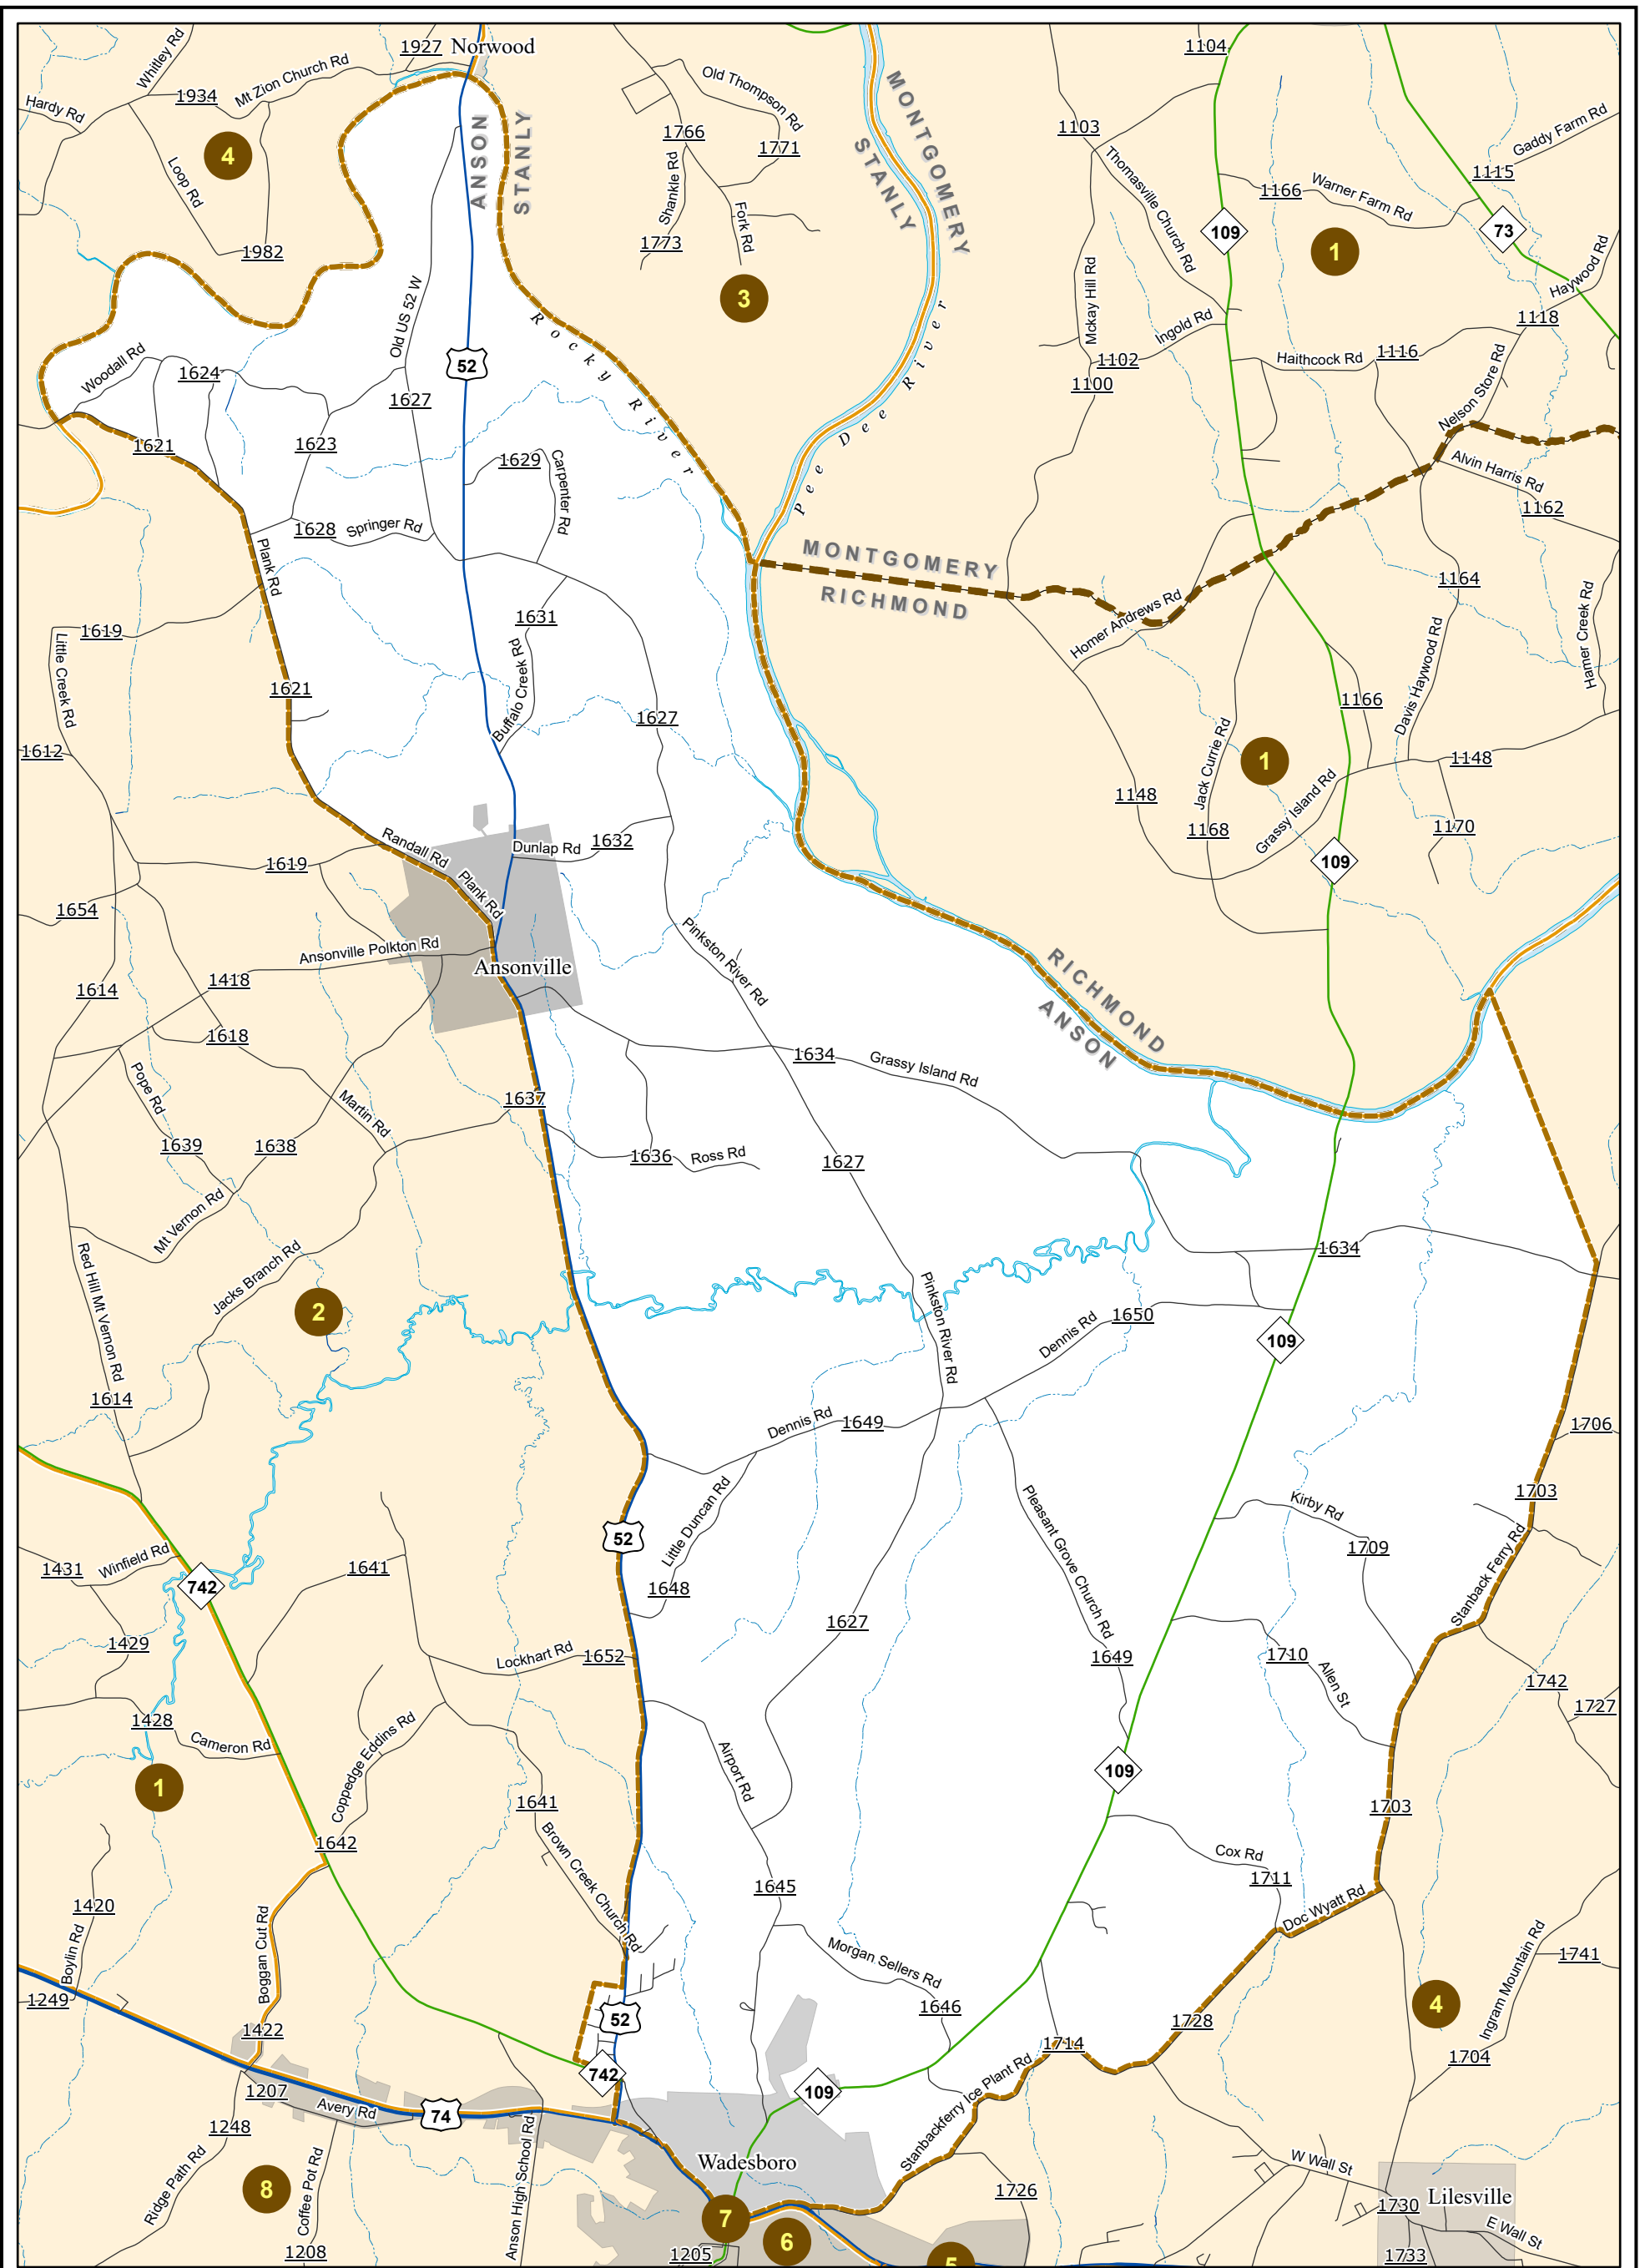 1927
Norwood
Whitley Rd
Mt Zion Church Rd
1934
Hardy Rd
4
Loop Rd
1982
ANSON
STANLY
Old Thompson Rd
1766
1771
Shankle Rd
Fork Rd
1773
3
MONTGOMERY
STANLY
1104
1103
Thomasville Church Rd
1166
Warner Farm Rd
1115
Gaddy Farm Rd
109
73
1
Haywood Rd
1118
Mckay Hill Rd
Ingold Rd
1102
1100
Haithcock Rd
1116
Nelson Store Rd
Alvin Harris Rd
1162
Old US 52 W
52
Rocky River
Pee Dee River
Woodall Rd
1624
1627
1621
1623
1629
Carpenter Rd
1628
Springer Rd
Plank Rd
MONTGOMERY
RICHMOND
Homer Andrews Rd
1164
Hamer Creek Rd
Davis Haywood Rd
1619
Little Creek Rd
1631
Buffalo Creek Rd
1621
1627
1612
1166
1
1148
1148
Jack Currie Rd
Grassy Island Rd
1168
1170
109
Randall Rd
Dunlap Rd
1632
1619
Plank Rd
1654
Ansonville Polkton Rd
Ansonville
Pinkston River Rd
1418
1614
1618
RICHMOND
ANSON
1634
Grassy Island Rd
Pope Rd
Martin Rd
1637
1639
1638
1636
Ross Rd
1627
Mt Vernon Rd
Jacks Branch Rd
Red Hill Mt Vernon Rd
1634
2
Pinkston River Rd
Dennis Rd
1650
109
1614
Dennis Rd
1649
1706
1703
Little Duncan Rd
52
Pleasant Grove Church Rd
Kirby Rd
1709
Stanback Ferry Rd
1431
Winfield Rd
742
1641
1648
1627
1429
Lockhart Rd
1652
1649
1710
Allen St
1742
1727
1428
Cameron Rd
Coppedge Eddins Rd
Airport Rd
109
1
1641
1703
1642
Brown Creek Church Rd
Cox Rd
1711
1645
Doc Wyatt Rd
1420
Boylin Rd
Boggan Cut Rd
Morgan Sellers Rd
Ingram Mountain Rd
1741
1249
52
1646
4
1422
1728
1714
1704
742
109
1207
Avery Rd
74
Stanbackferry Ice Plant Rd
1248
Ridge Path Rd
Coffee Pot Rd
Anson High School Rd
Wadesboro
W Wall St
8
1726
1730
Lilesville
7
E Wall St
6
5
1208
1205
1733